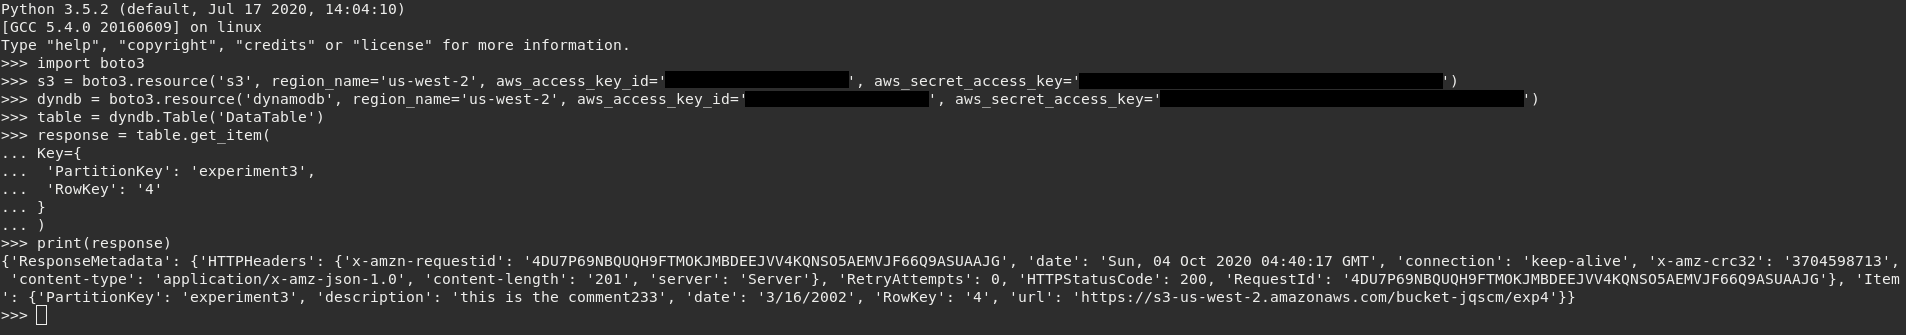 Python 3.5.2 (default, Jul 17 2020, 14:04:10)
[GCC 5.4.0 20160609] on linux
Type "help", "copyright", "credits" or "license" for more information.
>>> import boto3
>>> s3 = boto3.resource('s3', region_name='us-west-2', aws_access_key_id=' ', aws_secret_access_key=' ')
>>> dyndb = boto3.resource('dynamodb', region_name='us-west-2', aws_access_key_id=' ', aws_secret_access_key=' ')
>>> table = dyndb.Table('DataTable')
>>> response = table.get_item(
... Key={
...  'PartitionKey': 'experiment3',
...  'RowKey': '4'
... }
... )
>>> print(response)
{'ResponseMetadata': {'HTTPHeaders': {'x-amzn-requestid': '4DU7P69NBQUQH9FTMOKJMBDEEJVV4KQNSO5AEMVJF66Q9ASUAAJG', 'date': 'Sun, 04 Oct 2020 04:40:17 GMT', 'connection': 'keep-alive', 'x-amz-crc32': '3704598713',
 'content-type': 'application/x-amz-json-1.0', 'content-length': '201', 'server': 'Server'}, 'RetryAttempts': 0, 'HTTPStatusCode': 200, 'RequestId': '4DU7P69NBQUQH9FTMOKJMBDEEJVV4KQNSO5AEMVJF66Q9ASUAAJG'}, 'Item
': {'PartitionKey': 'experiment3', 'description': 'this is the comment233', 'date': '3/16/2002', 'RowKey': '4', 'url': 'https://s3-us-west-2.amazonaws.com/bucket-jqscm/exp4'}}
>>>